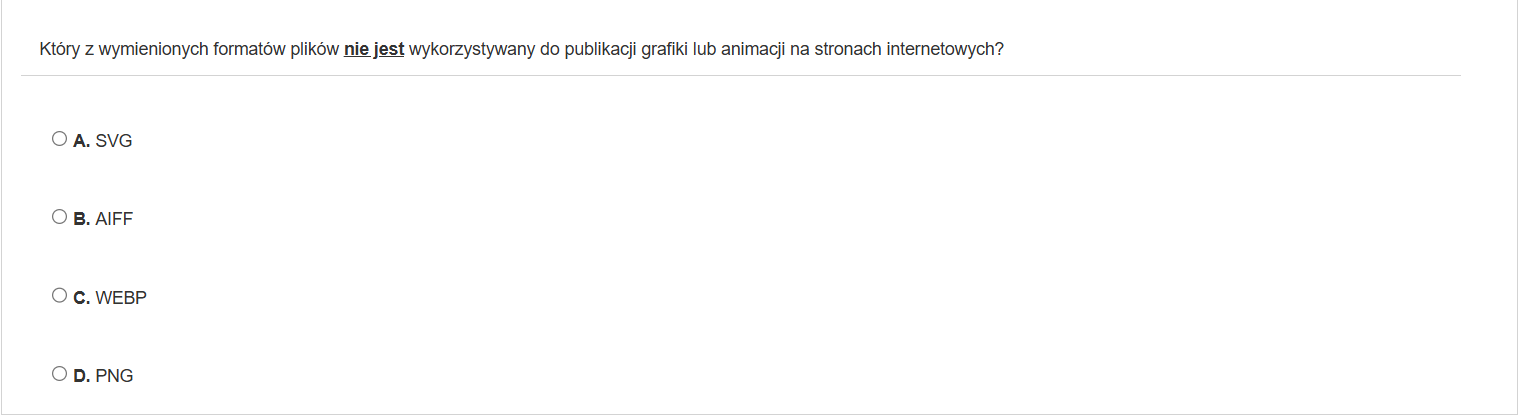 Który z wymienionych formatów plików nie jest wykorzystywany do publikacji grafiki lub animacji na stronach internetowych?
A. SVG
B. AIFF
C. WEBP
D. PNG